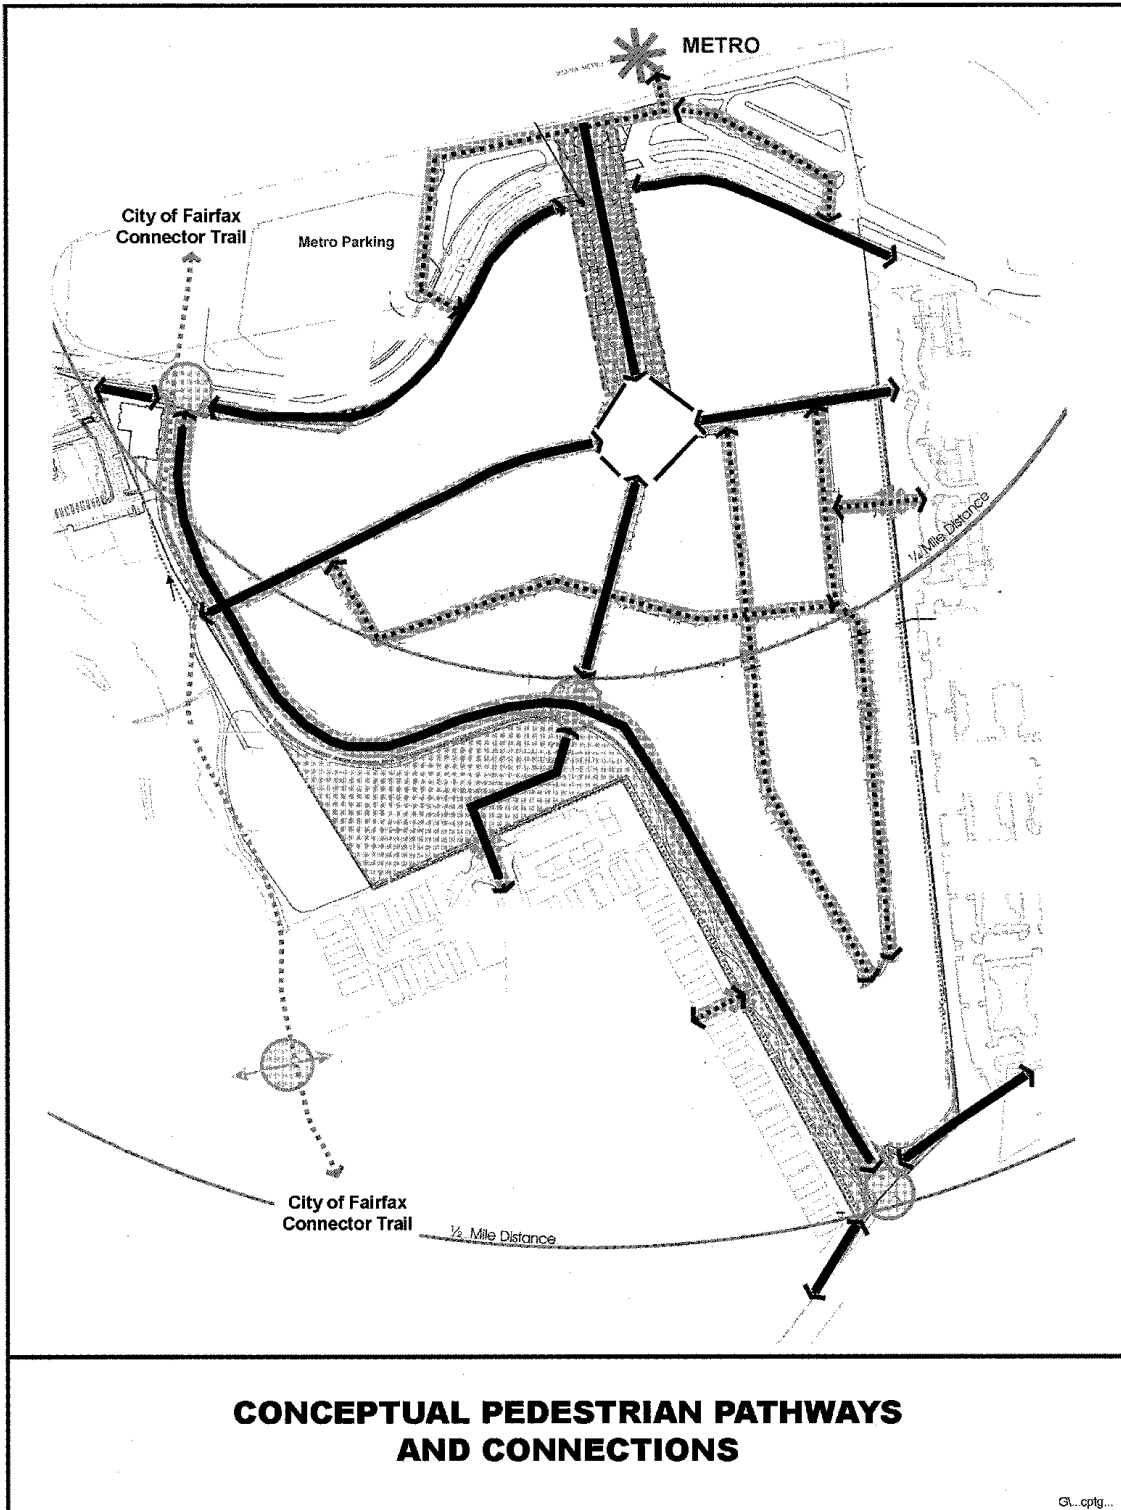 METRO
City of Fairfax
Connector Trail
Metro Parking
¼ Mile Distance
City of Fairfax
Connector Trail
½ Mile Distance
CONCEPTUAL PEDESTRIAN PATHWAYS
AND CONNECTIONS